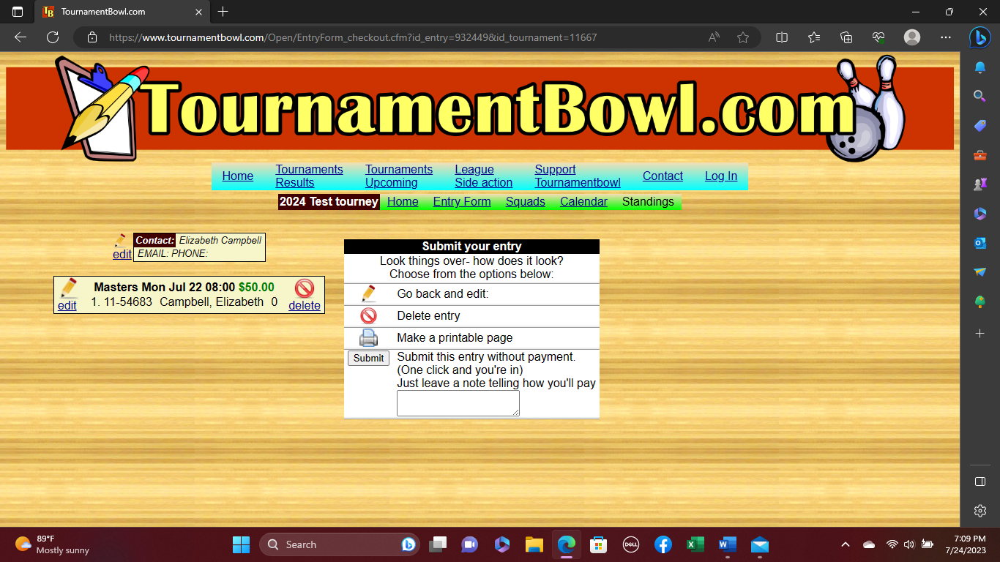 TournamentBowl.com
https://www.tournamentbowl.com/Open/EntryForm_checkout.cfm?id_entry=932449&id_tournament=11667
TournamentBowl.com
Home
Tournaments Results
Tournaments Upcoming
League Side action
Support Tournamentbowl
Contact
Log In
2024 Test tourney
Home
Entry Form
Squads
Calendar
Standings
edit
Contact: Elizabeth Campbell
EMAIL: PHONE:
Masters Mon Jul 22 08:00 $50.00
edit
1. 11-54683 Campbell, Elizabeth 0
delete
Submit your entry
Look things over- how does it look?
Choose from the options below:
Go back and edit:
Delete entry
Make a printable page
Submit
Submit this entry without payment.
(One click and you're in)
Just leave a note telling how you'll pay
89°F
Mostly sunny
Search
DELL
7:09 PM
7/24/2023